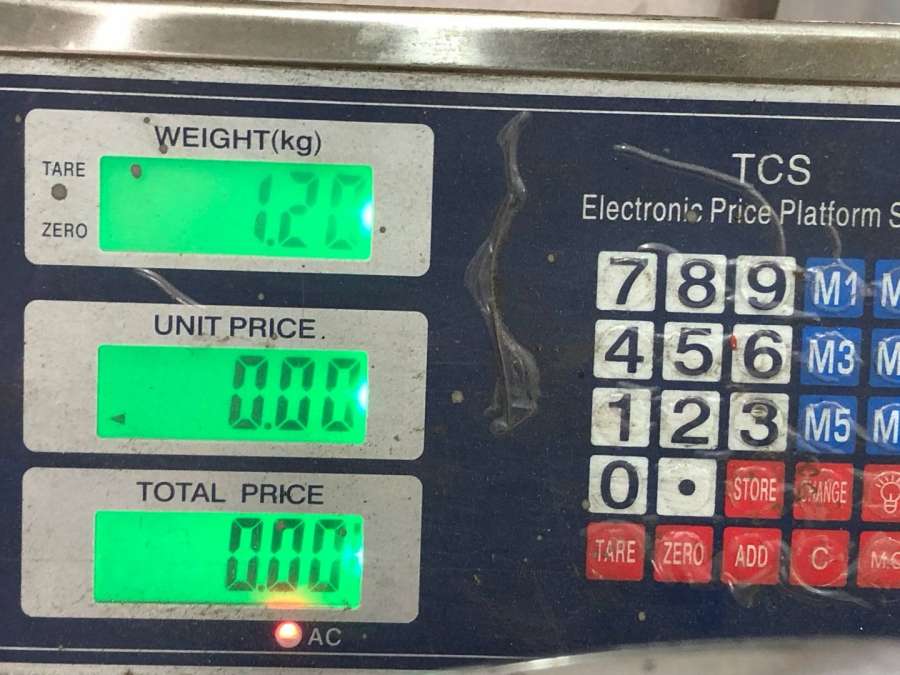 WEIGHT(kg)
TARE
ZERO
1.20
UNIT PRICE
0.00
TOTAL PRICE
0.00
AC
TCS
Electronic Price Platform S
7 8 9 M1 M
4 5 6 M3 M
1 2 3 M5 M
0 . STORE CHANGE
TARE ZERO ADD C M.C